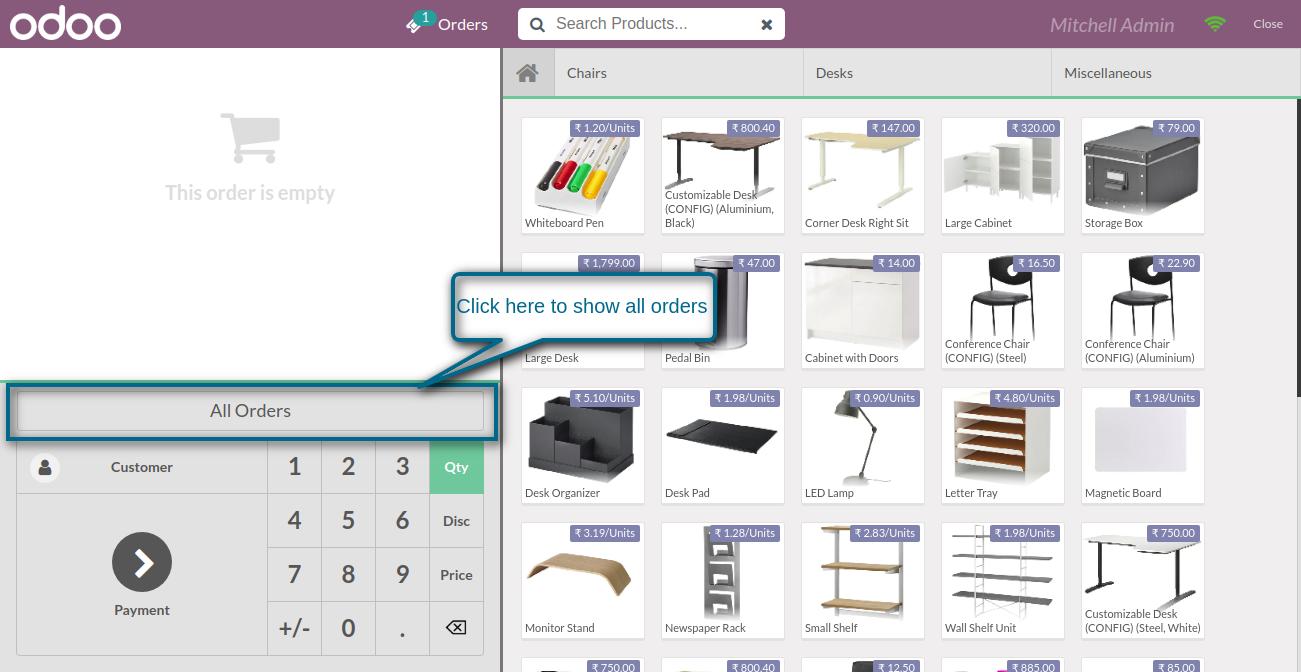 odoo
1
Orders
Search Products...
Mitchell Admin
Close
Chairs
Desks
Miscellaneous
This order is empty
₹ 1.20/Units
Whiteboard Pen
₹ 800.40
Customizable Desk
(CONFIG) (Aluminium,
Black)
₹ 147.00
Corner Desk Right Sit
₹ 320.00
Large Cabinet
₹ 79.00
Storage Box
₹ 1,799.00
Large Desk
₹ 47.00
Pedal Bin
₹ 14.00
Cabinet with Doors
₹ 16.50
Conference Chair
(CONFIG) (Steel)
₹ 22.90
Conference Chair
(CONFIG) (Aluminium)
Click here to show all orders
₹ 5.10/Units
Desk Organizer
₹ 1.98/Units
Desk Pad
₹ 0.90/Units
LED Lamp
₹ 4.80/Units
Letter Tray
₹ 1.98/Units
Magnetic Board
₹ 3.19/Units
Monitor Stand
₹ 1.28/Units
Newspaper Rack
₹ 2.83/Units
Small Shelf
₹ 1.98/Units
Wall Shelf Unit
₹ 750.00
Customizable Desk
(CONFIG) (Steel, White)
₹ 750.00
₹ 800.40
₹ 12.50
₹ 885.00
₹ 85.00
All Orders
Customer
1 2 3 Qty
4 5 6 Disc
7 8 9 Price
+/- 0 .
Payment